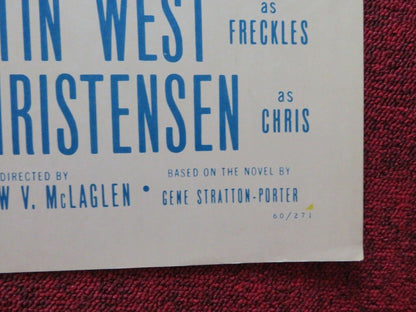 as
TIN WEST FRECKLES
RISTENSEN as CHRIS
DIRECTED BY BASED ON THE NOVEL BY
W V. McLAGLEN • GENE STRATTON-PORTER
60/271